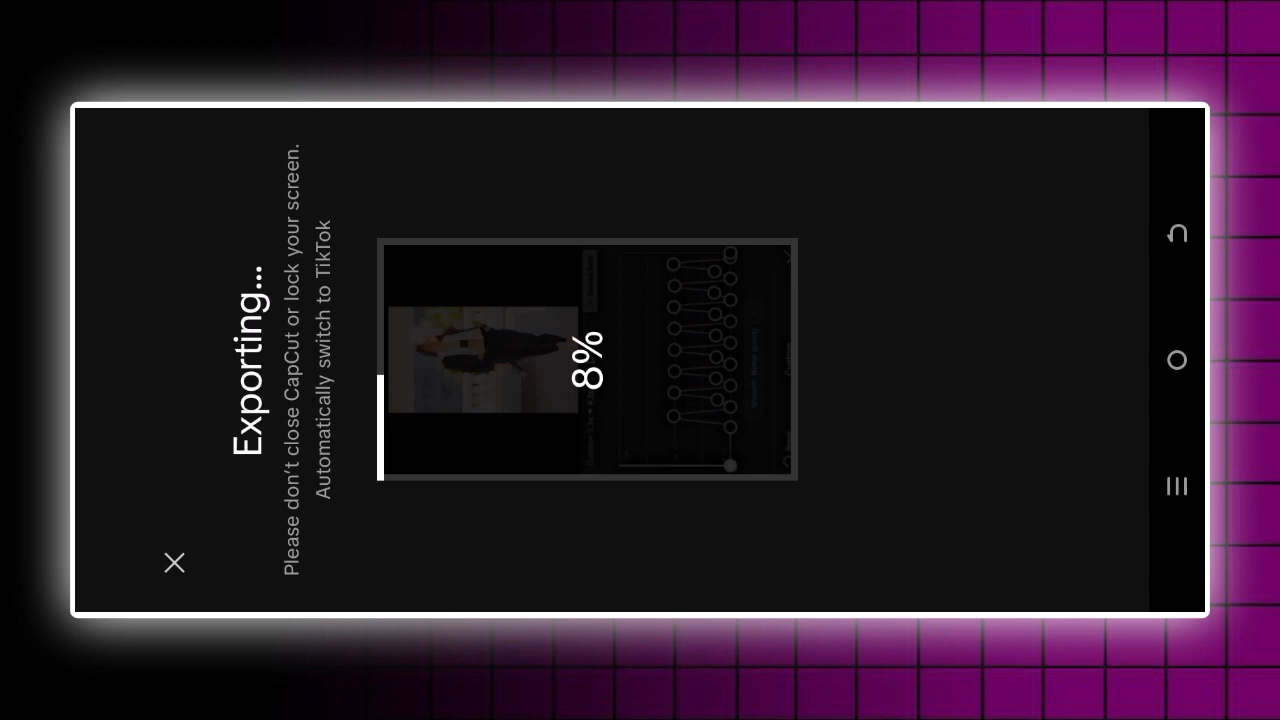 Exporting...
Please don't close CapCut or lock your screen.
Automatically switch to TikTok
8%